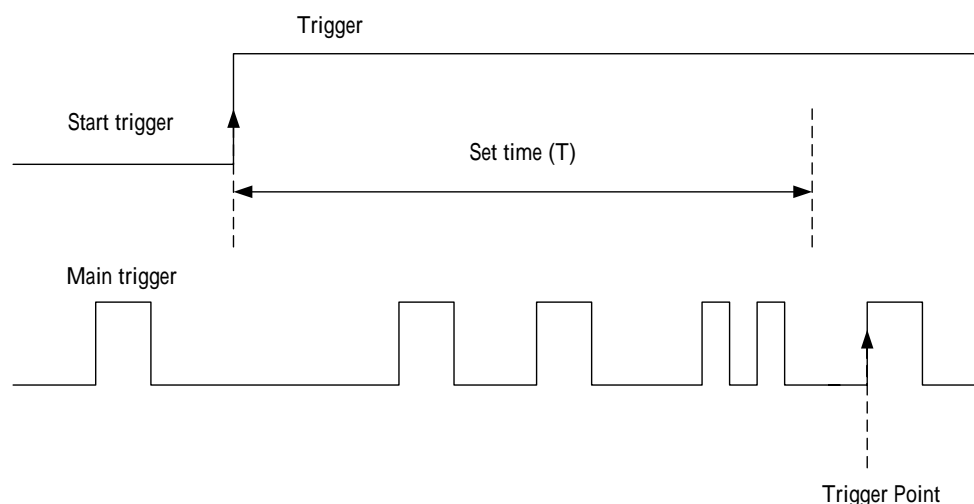 Trigger
Start trigger
Set time (T)
Main trigger
Trigger Point